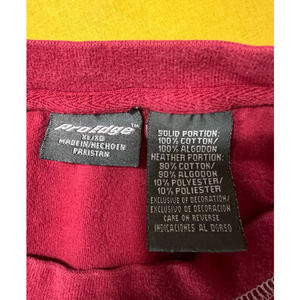 ProEdge
XL/XG
MADE IN/HECHO EN
PAKISTAN
SOLID PORTION:
100% COTTON/
100% ALGODON
HEATHER PORTION:
90% COTTON/
90% ALGODON
10% POLYESTER/
10% POLIESTER
EXCLUSIVE OF DECORATION/
EXCLUSIVO DE DECORACION
CARE ON REVERSE
INDICACIONES AL DORSO